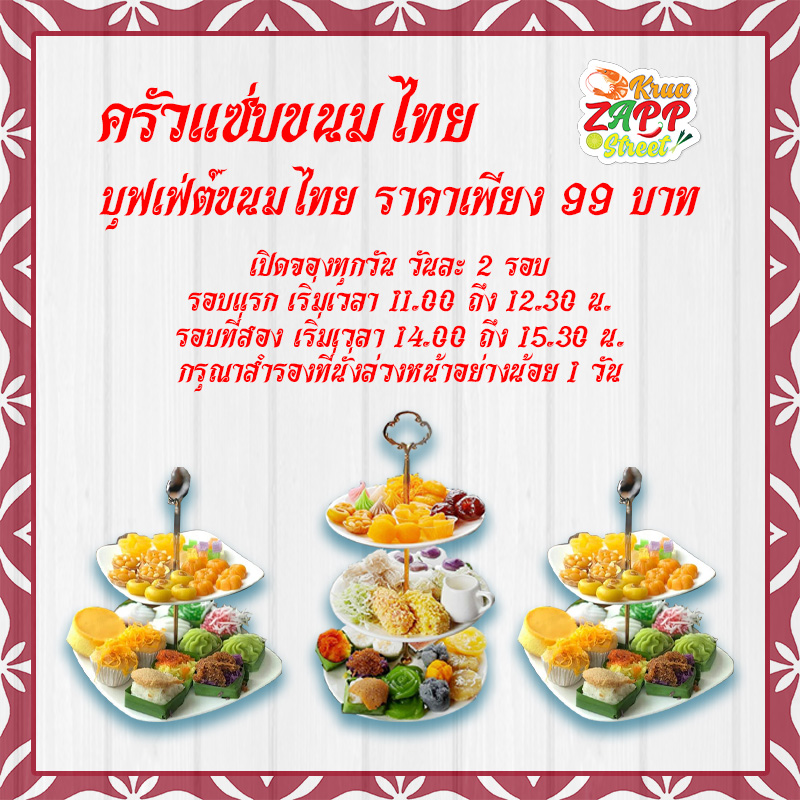 ครัวแซ่บขนมไทย
Krua
ZAPP
Street
บุฟเฟ่ต์ขนมไทย ราคาเพียง 99 บาท
เปิดจองทุกวัน วันละ 2 รอบ
รอบแรก เริ่มเวลา 11.00 ถึง 12.30 น.
รอบที่สอง เริ่มเวลา 14.00 ถึง 15.30 น.
กรุณาสำรองที่นั่งล่วงหน้าอย่างน้อย 1 วัน